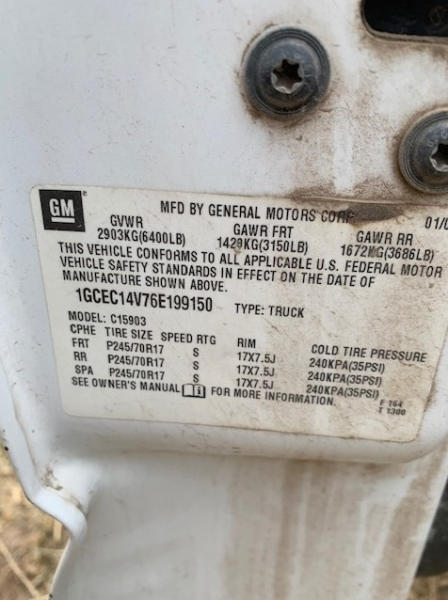 GM
MFD BY GENERAL MOTORS CORP 01/0
GVWR GAWR FRT GAWR RR
2903KG(6400LB) 1429KG(3150LB) 1672KG(3686LB)
THIS VEHICLE CONFORMS TO ALL APPLICABLE U.S. FEDERAL MOTOR
VEHICLE SAFETY STANDARDS IN EFFECT ON THE DATE OF
MANUFACTURE SHOWN ABOVE.
1GCEC14V76E199150 TYPE: TRUCK
MODEL: C15903
CPHE TIRE SIZE SPEED RTG RIM COLD TIRE PRESSURE
FRT P245/70R17 S 17X7.5J 240KPA(35PSI)
RR P245/70R17 S 17X7.5J 240KPA(35PSI)
SPA P245/70R17 S 17X7.5J 240KPA(35PSI)
SEE OWNER'S MANUAL FOR MORE INFORMATION
F 164
T 1300